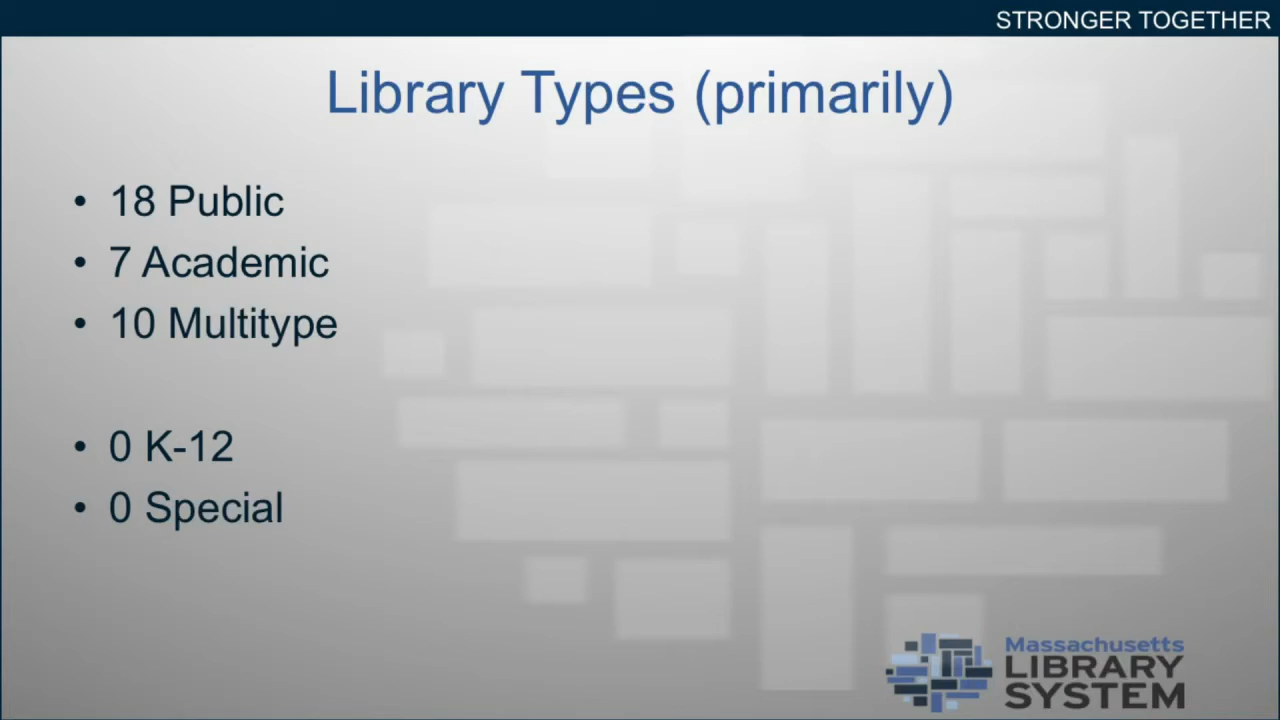 STRONGER TOGETHER
Library Types (primarily)
• 18 Public
• 7 Academic
• 10 Multitype
• 0 K-12
• 0 Special
Massachusetts
LIBRARY
SYSTEM